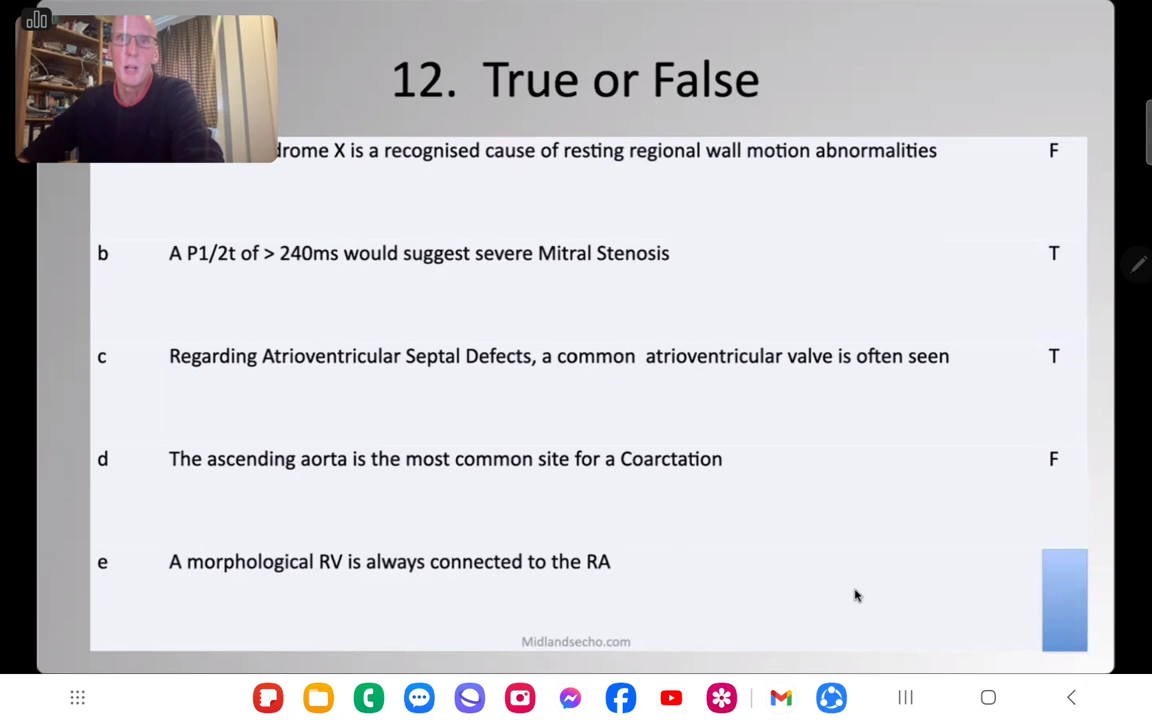 12. True or False
drome X is a recognised cause of resting regional wall motion abnormalities F
b A P1/2t of > 240ms would suggest severe Mitral Stenosis T
c Regarding Atrioventricular Septal Defects, a common atrioventricular valve is often seen T
d The ascending aorta is the most common site for a Coarctation F
e A morphological RV is always connected to the RA
Midlandsecho.com